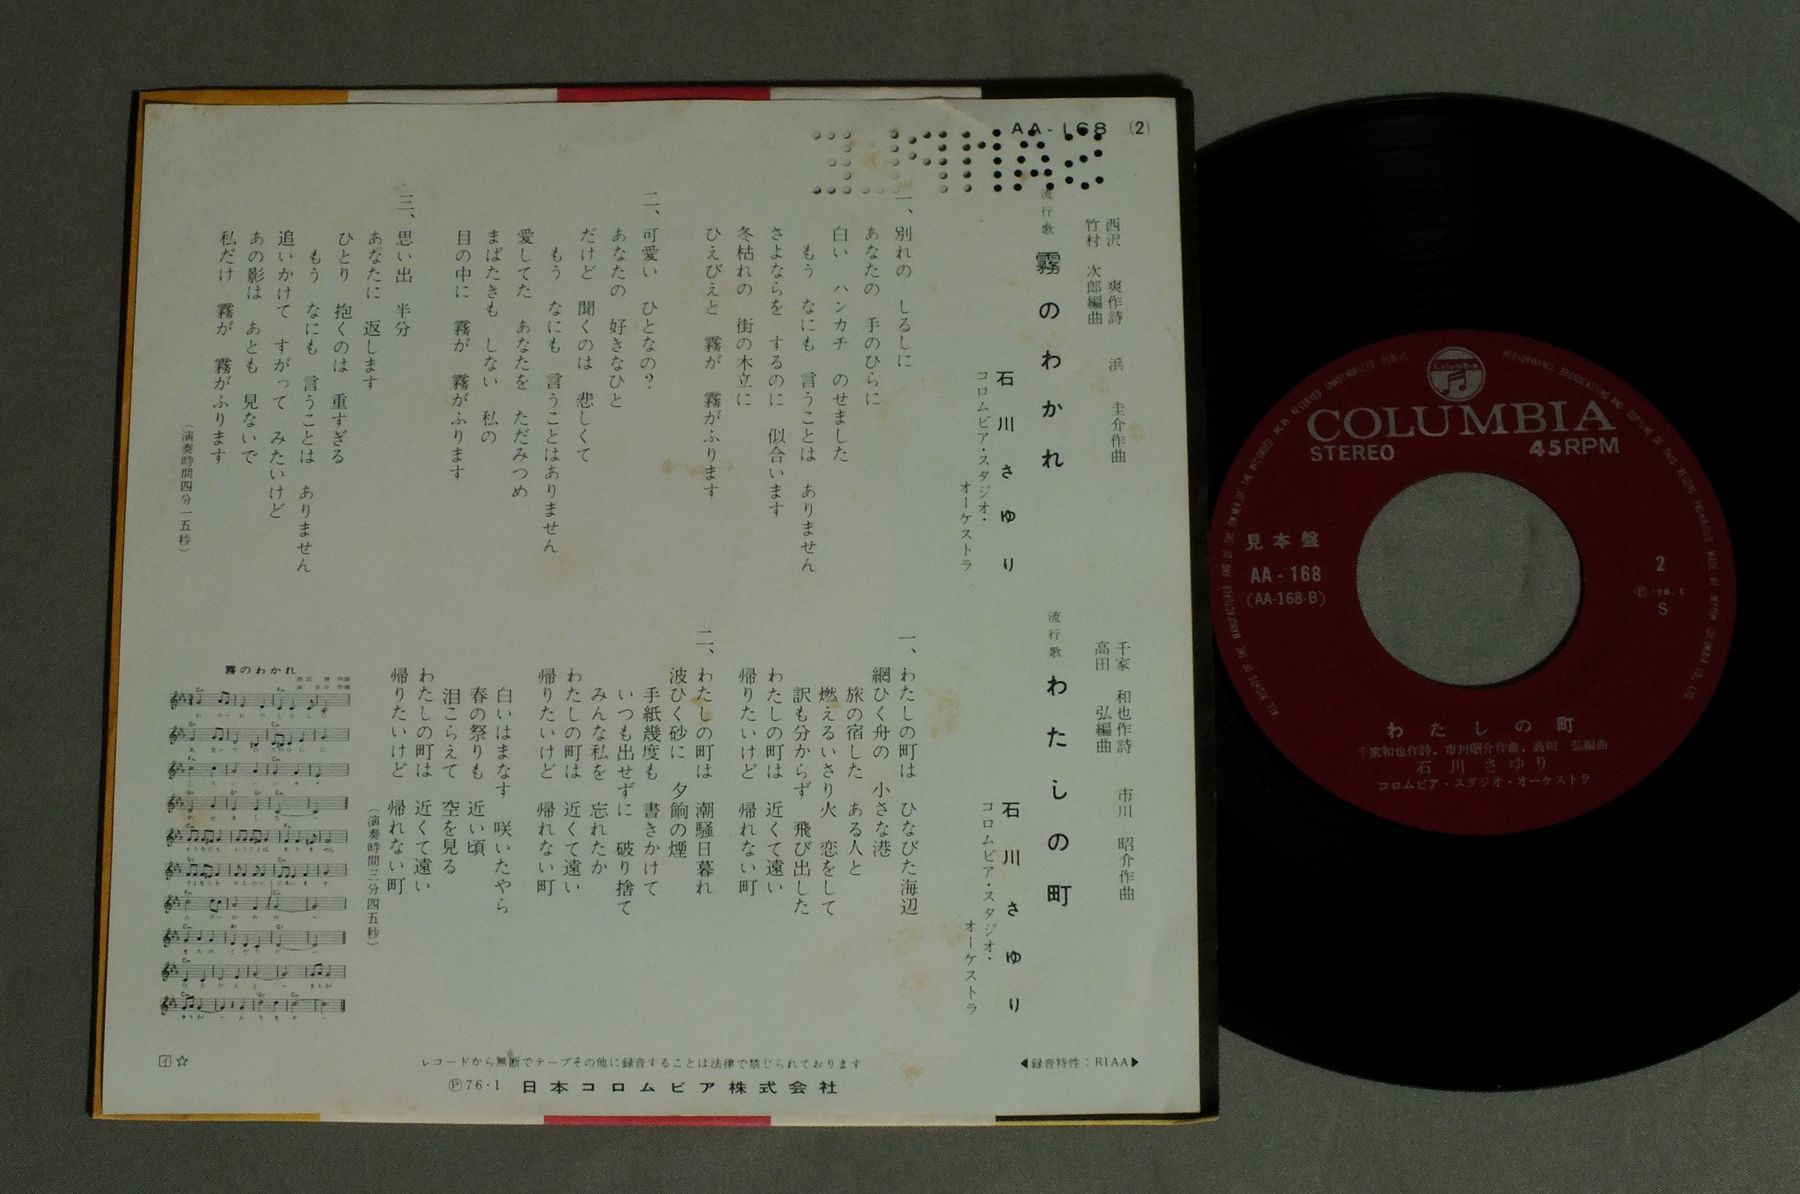 AA-168 (2)
SAMPLE
西沢 爽作詩 浜 圭介作曲
竹村 次郎編曲
流行歌 霧のわかれ
石川さゆり
コロムビア・スタジオ・
オーケストラ
一、別れの しるしに
あなたの 手のひらに
白い ハンカチ のせました
もう なにも 言うことは ありません
さよならを するのに 似合います
冬枯れの 街の木立に
ひえびえと 霧が 霧がふります
二、可愛い ひとなの?
あなたの 好きなひと
だけど 聞くのは 悲しくて
もう なにも 言うことはありません
愛してた あなたを ただみつめ
まばたきも しない 私の
目の中に 霧が 霧がふります
三、思い出 半分
あなたに 返します
ひとり 抱くのは 重すぎる
もう なにも 言うことは ありません
追いかけて すがって みたいけど
あの影は あとも 見ないで
私だけ 霧が 霧がふります
(演奏時間四分一五秒)
千家 和也作詩 市川 昭介作曲
高田 弘編曲
流行歌 わたしの町
石川さゆり
コロムビア・スタジオ・
オーケストラ
一、わたしの町は ひなびた海辺
網ひく舟の 小さな港
旅の宿した ある人と
燃えるいさり火 恋をして
訳も分からず 飛び出した
わたしの町は 近くて遠い
帰りたいけど 帰れない町
二、わたしの町は 潮騒日暮れ
波ひく砂に 夕餉の煙
手紙幾度も 書きかけて
いつも出せずに 破り捨て
みんな私を 忘れたか
わたしの町は 近くて遠い
帰りたいけど 帰れない町
白いはまなす 咲いたやら
春の祭りも 近い頃
泪こらえて 空を見る
わたしの町は 近くて遠い
帰りたいけど 帰れない町
(演奏時間三分四五秒)
霧のわかれ
イ☆
レコードから無断でテープその他に録音することは法律で禁じられております
◀録音特性:RIAA▶
Ⓟ76・1 日本コロムビア株式会社
Columbia
COLUMBIA
STEREO 45RPM
見本盤
AA-168
(AA-168-B)
2
Ⓟ'76.1
S
わたしの町
千家和也作詩, 市川昭介作曲, 高田 弘編曲
石川さゆり
コロムビア・スタジオ・オーケストラ